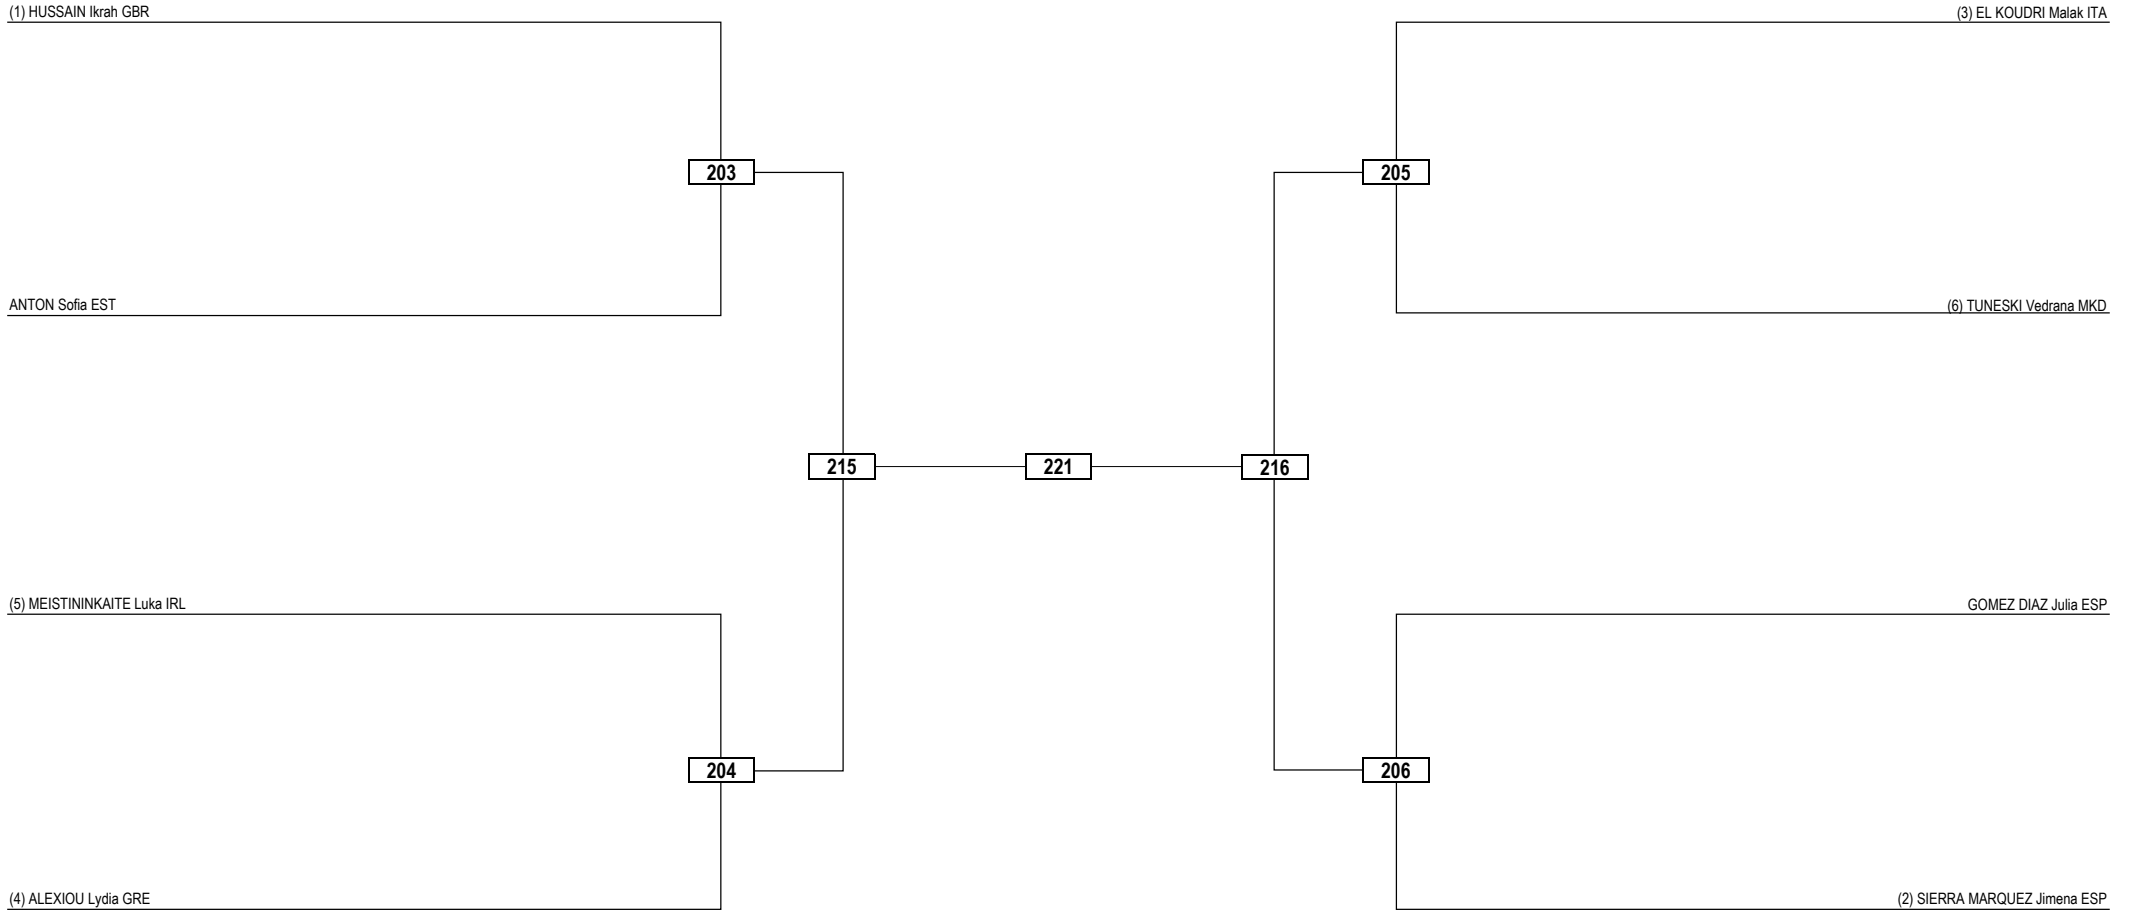 (1) HUSSAIN Ikrah GBR
(3) EL KOUDRI Malak ITA
203
205
ANTON Sofia EST
(6) TUNESKI Vedrana MKD
215
221
216
(5) MEISTININKAITE Luka IRL
GOMEZ DIAZ Julia ESP
204
206
(4) ALEXIOU Lydia GRE
(2) SIERRA MARQUEZ Jimena ESP